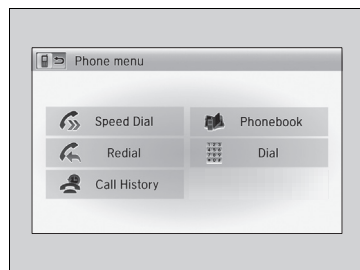 Phone menu
Speed Dial
Phonebook
Redial
Dial
Call History